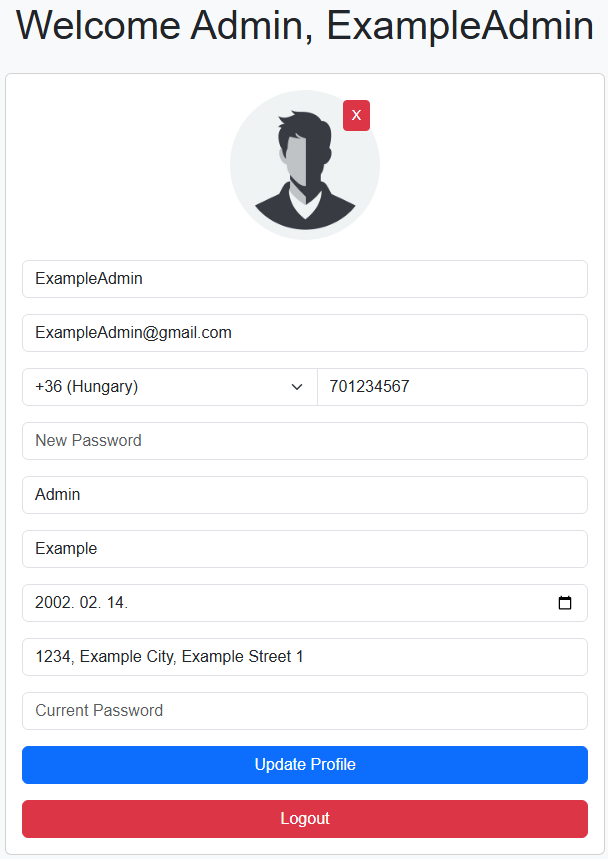 Welcome Admin, ExampleAdmin
X
ExampleAdmin
ExampleAdmin@gmail.com
+36 (Hungary) 701234567
New Password
Admin
Example
2002. 02. 14.
1234, Example City, Example Street 1
Current Password
Update Profile
Logout